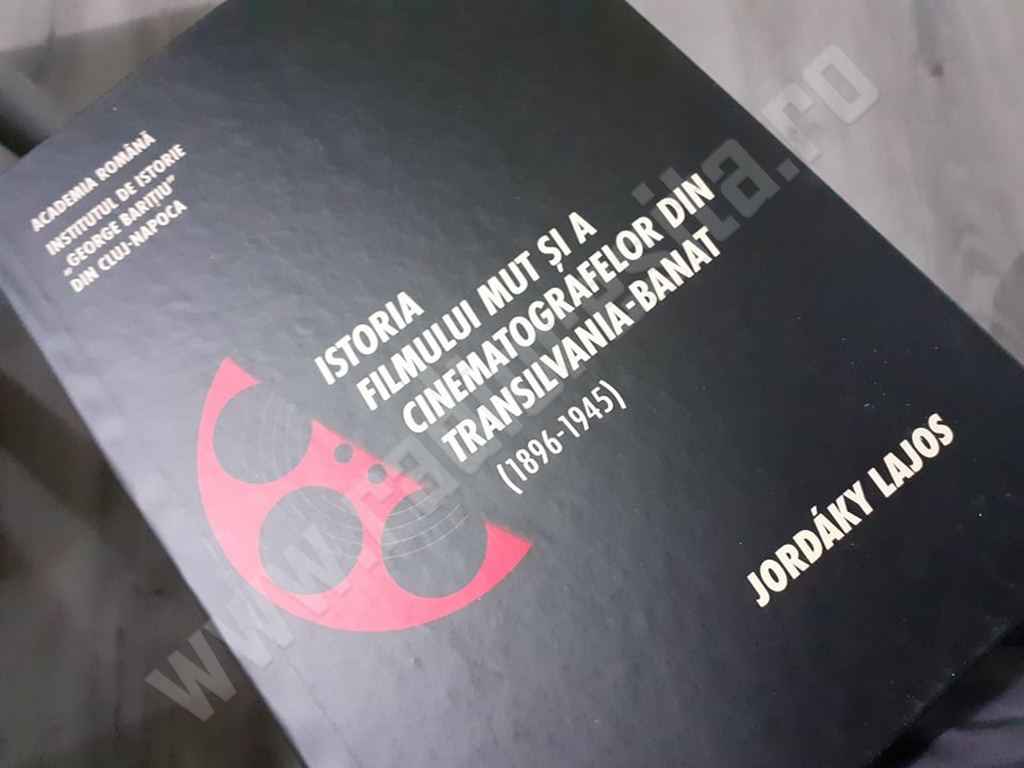 ACADEMIA ROMÂNĂ
INSTITUTUL DE ISTORIE
„GEORGE BARIȚIU”
DIN CLUJ-NAPOCA
ISTORIA
FILMULUI MUT ȘI A
CINEMATOGRAFELOR DIN
TRANSILVANIA-BANAT
(1896-1945)
JORDÁKY LAJOS